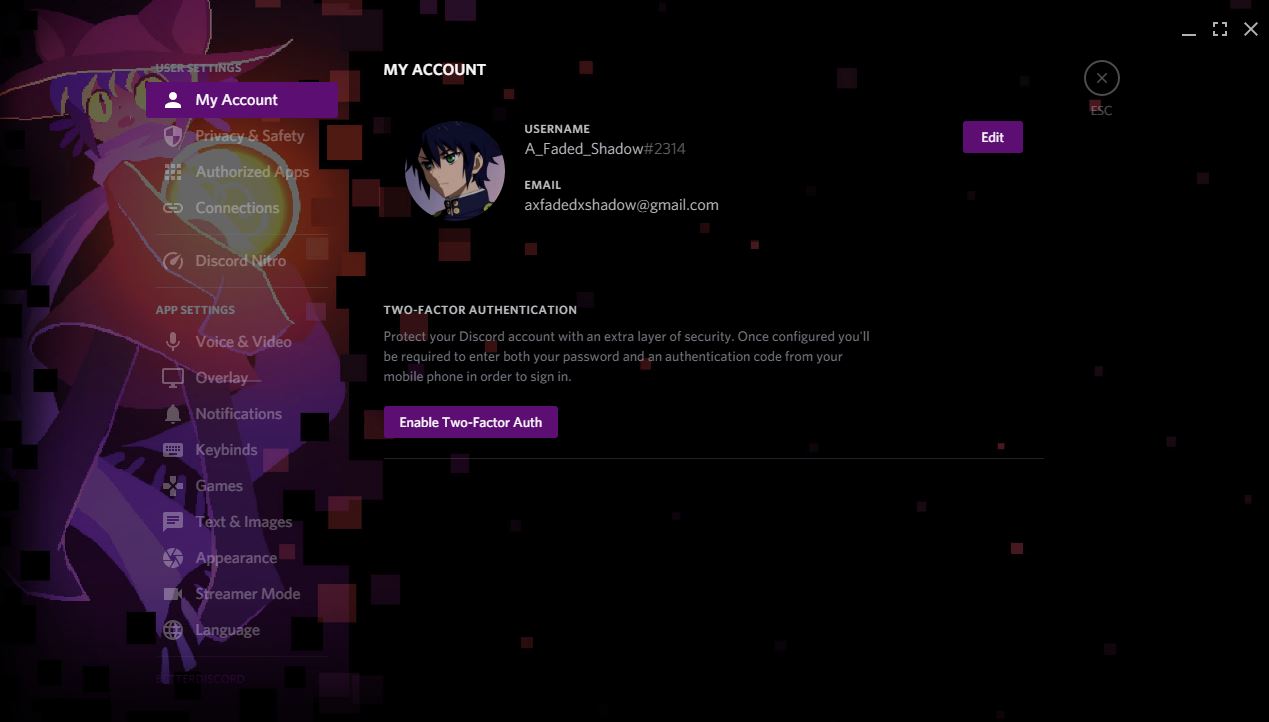 USER SETTINGS
My Account
Privacy & Safety
Authorized Apps
Connections
Discord Nitro
APP SETTINGS
Voice & Video
Overlay
Notifications
Keybinds
Games
Text & Images
Appearance
Streamer Mode
Language
BETTERDISCORD
MY ACCOUNT
USERNAME
A_Faded_Shadow#2314
Edit
EMAIL
axfadedxshadow@gmail.com
TWO-FACTOR AUTHENTICATION
Protect your Discord account with an extra layer of security. Once configured you'll
be required to enter both your password and an authentication code from your
mobile phone in order to sign in.
Enable Two-Factor Auth
ESC